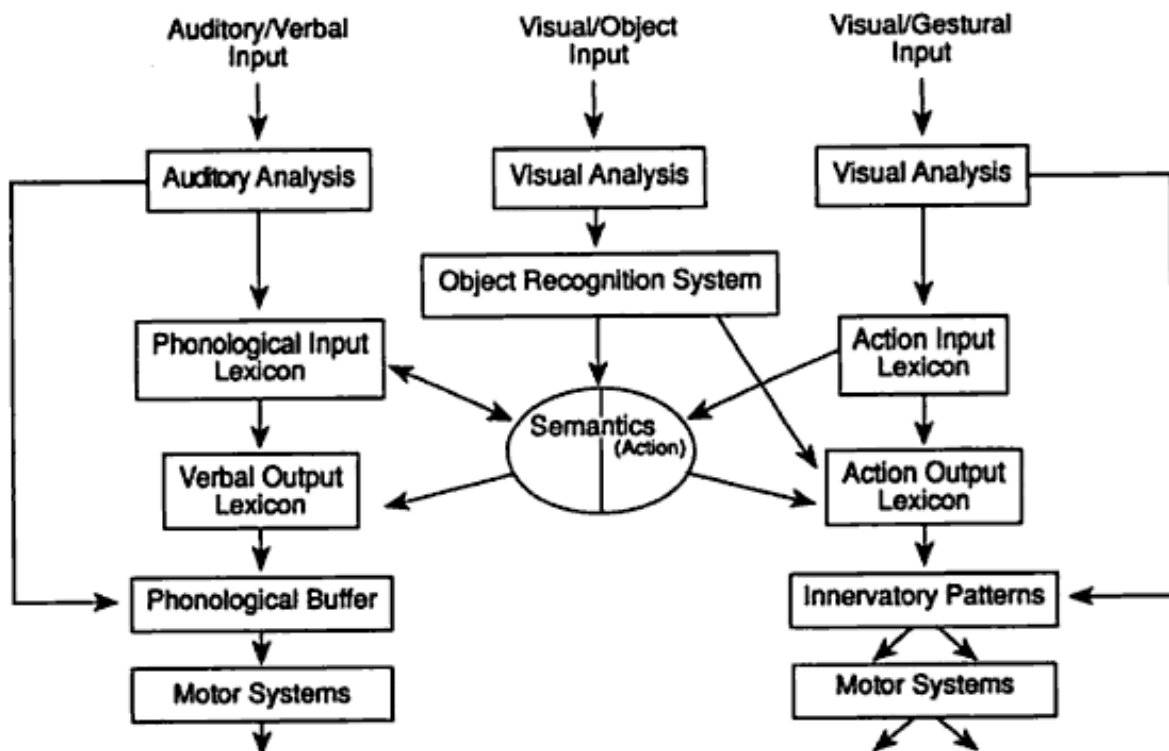 Auditory/Verbal
Input
Visual/Object
Input
Visual/Gestural
Input
Auditory Analysis
Visual Analysis
Visual Analysis
Object Recognition System
Phonological Input
Lexicon
Action Input
Lexicon
Semantics
(Action)
Verbal Output
Lexicon
Action Output
Lexicon
Phonological Buffer
Innervatory Patterns
Motor Systems
Motor Systems